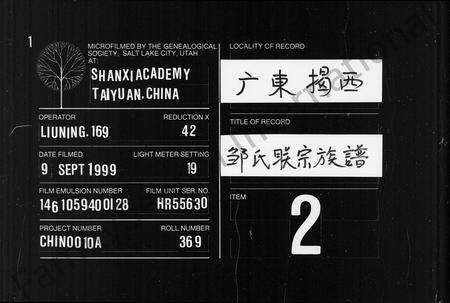 1
MICROFILMED BY THE GENEALOGICAL
SOCIETY, SALT LAKE CITY, UTAH
AT:
SHANXI ACADEMY
TAIYUAN, CHINA
OPERATOR
REDUCTION X
LIUNING. 169
42
DATE FILMED
LIGHT METER SETTING
9 SEPT 1999
19
FILM EMULSION NUMBER
FILM UNIT SER. NO.
146 1059400128
HR55630
PROJECT NUMBER
ROLL NUMBER
CHIN0010A
369
LOCALITY OF RECORD
广東揭西
TITLE OF RECORD
邹氏联宗族譜
ITEM
2